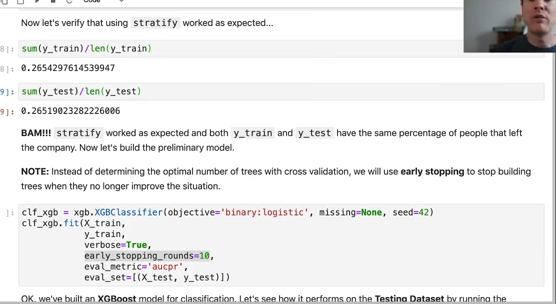 Code
Now let's verify that using stratify worked as expected...
8]: sum(y_train)/len(y_train)
8]: 0.2654297614539947
9]: sum(y_test)/len(y_test)
9]: 0.26519023282226006
BAM!!! stratify worked as expected and both y_train and y_test have the same percentage of people that left
the company. Now let's build the preliminary model.
NOTE: Instead of determining the optimal number of trees with cross validation, we will use early stopping to stop building
trees when they no longer improve the situation.
]: clf_xgb = xgb.XGBClassifier(objective='binary:logistic', missing=None, seed=42)
clf_xgb.fit(X_train,
y_train,
verbose=True,
early_stopping_rounds=10,
eval_metric='aucpr',
eval_set=[(X_test, y_test)])
OK, we've built an XGBoost model for classification. Let's see how it performs on the Testing Dataset by running the